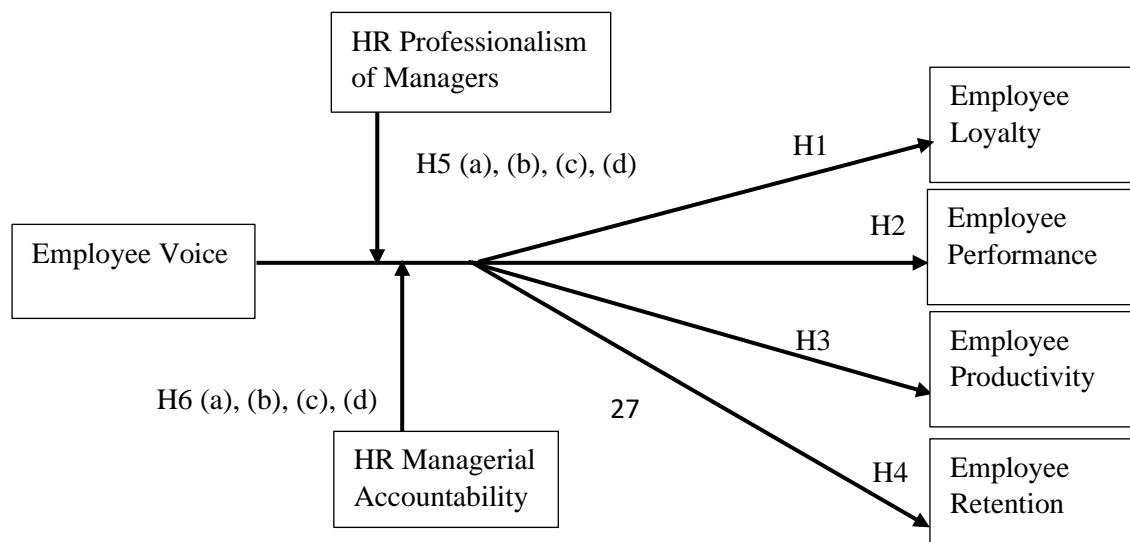 HR Professionalism
of Managers
Employee
Loyalty
H1
H5 (a), (b), (c), (d)
Employee
Performance
H2
Employee Voice
H3
Employee
Productivity
H6 (a), (b), (c), (d)
27
HR Managerial
Accountability
H4
Employee
Retention